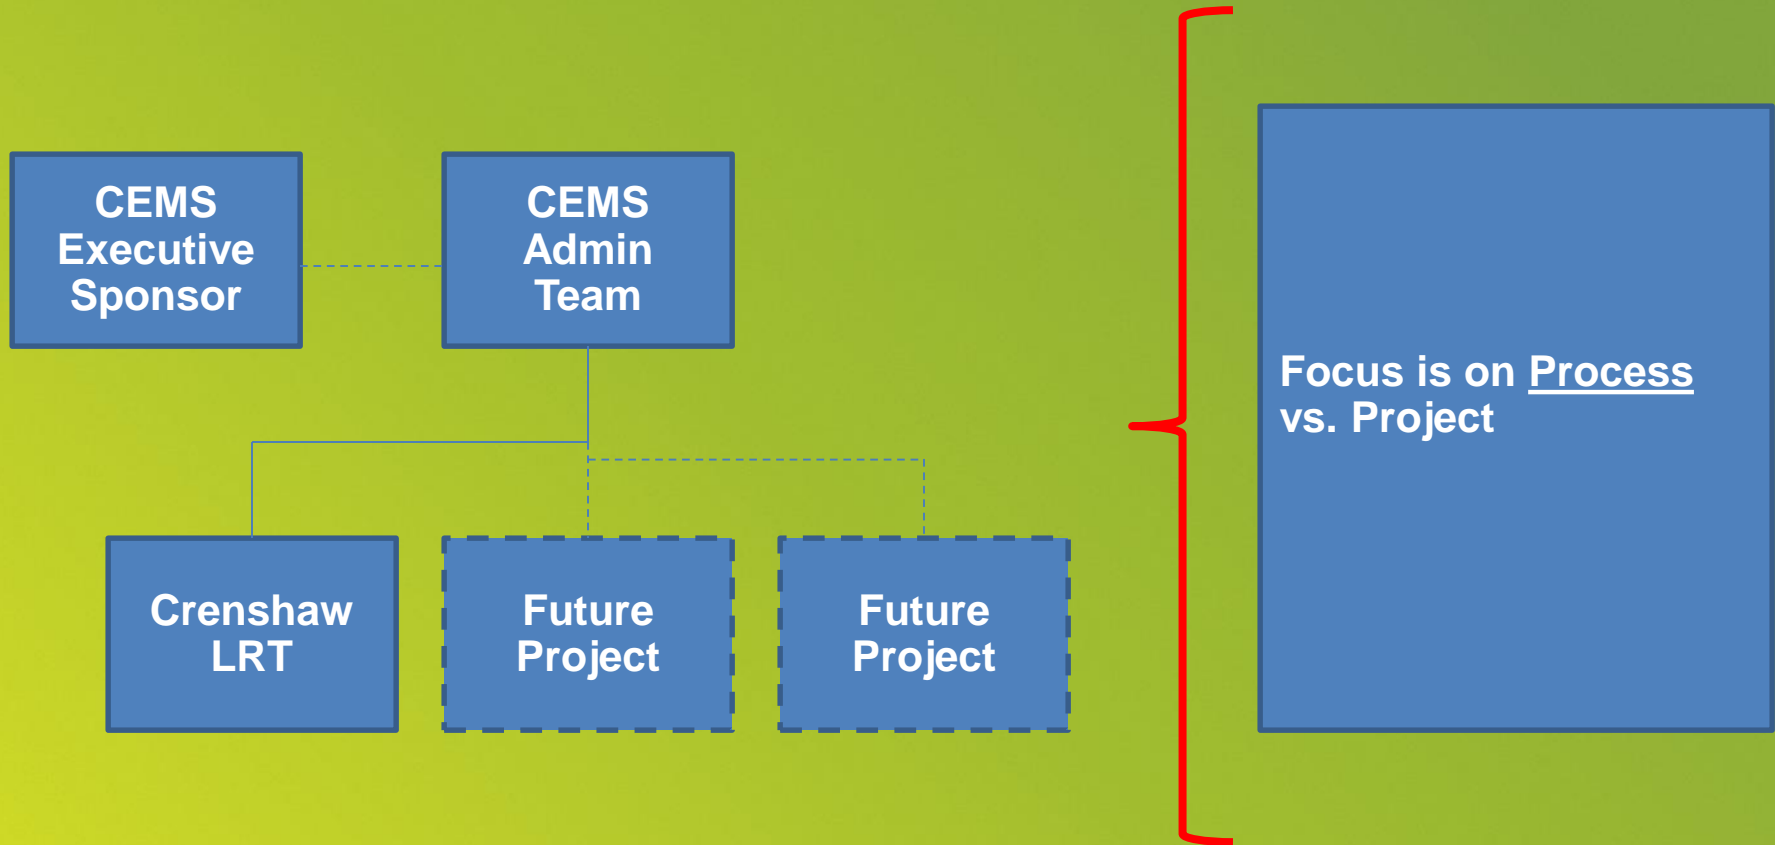 CEMS
Executive
Sponsor
CEMS
Admin
Team
Crenshaw
LRT
Future
Project
Future
Project
Focus is on Process
vs. Project